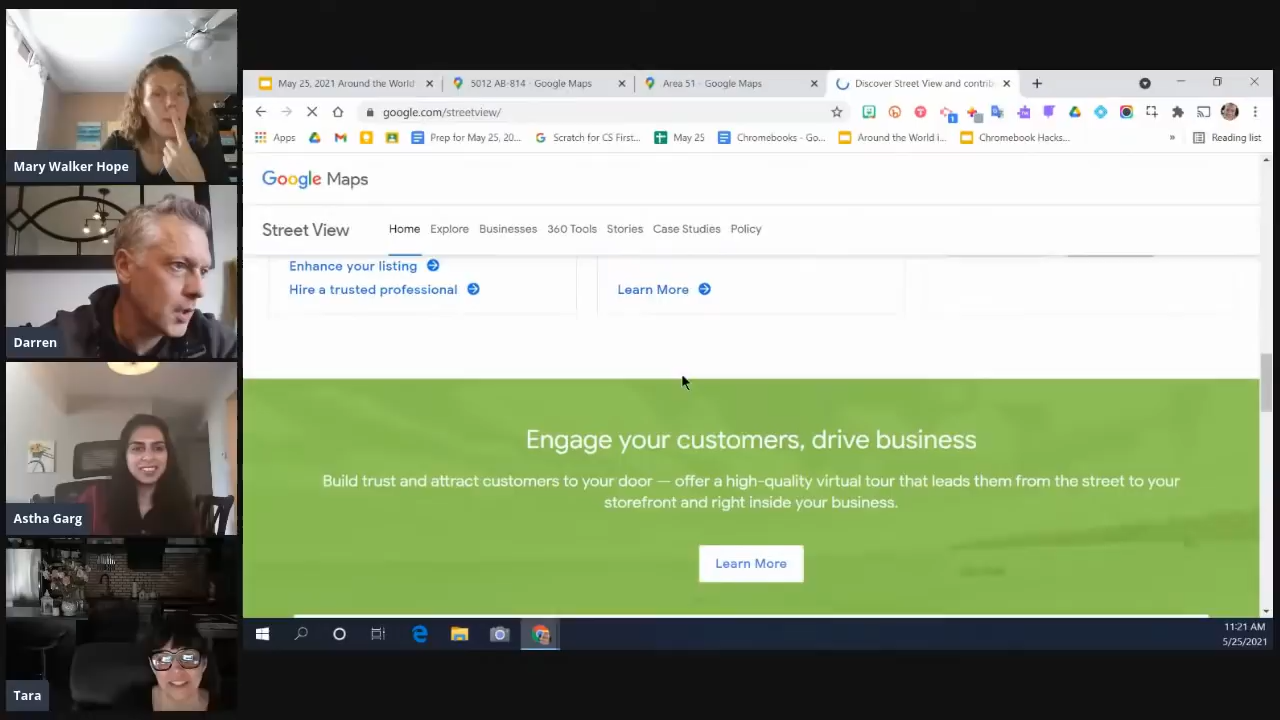 Mary Walker Hope
Darren
Astha Garg
Tara
May 25, 2021 Around the World
5012 AB-814 - Google Maps
Area 51 - Google Maps
Discover Street View and contrib
google.com/streetview/
Apps
Prep for May 25, ...
Scratch for CS First...
May 25
Chromebook - Go...
Around the World i...
Chromebook Hacks...
»
Reading list
Google Maps
Street View
Home Explore Businesses 360 Tools Stories Case Studies Policy
Enhance your listing
Hire a trusted professional
Learn More
Engage your customers, drive business
Build trust and attract customers to your door — offer a high-quality virtual tour that leads them from the street to your
storefront and right inside your business.
Learn More
11:21 AM
5/25/2021